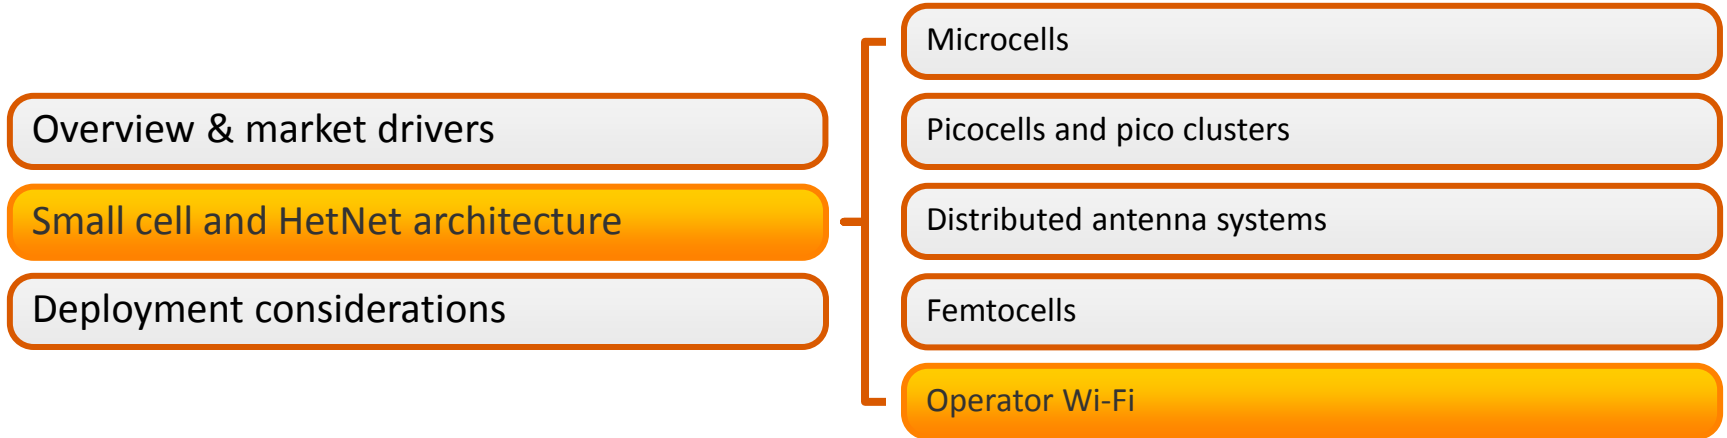 Overview & market drivers
Small cell and HetNet architecture
Deployment considerations
Microcells
Picocells and pico clusters
Distributed antenna systems
Femtocells
Operator Wi-Fi